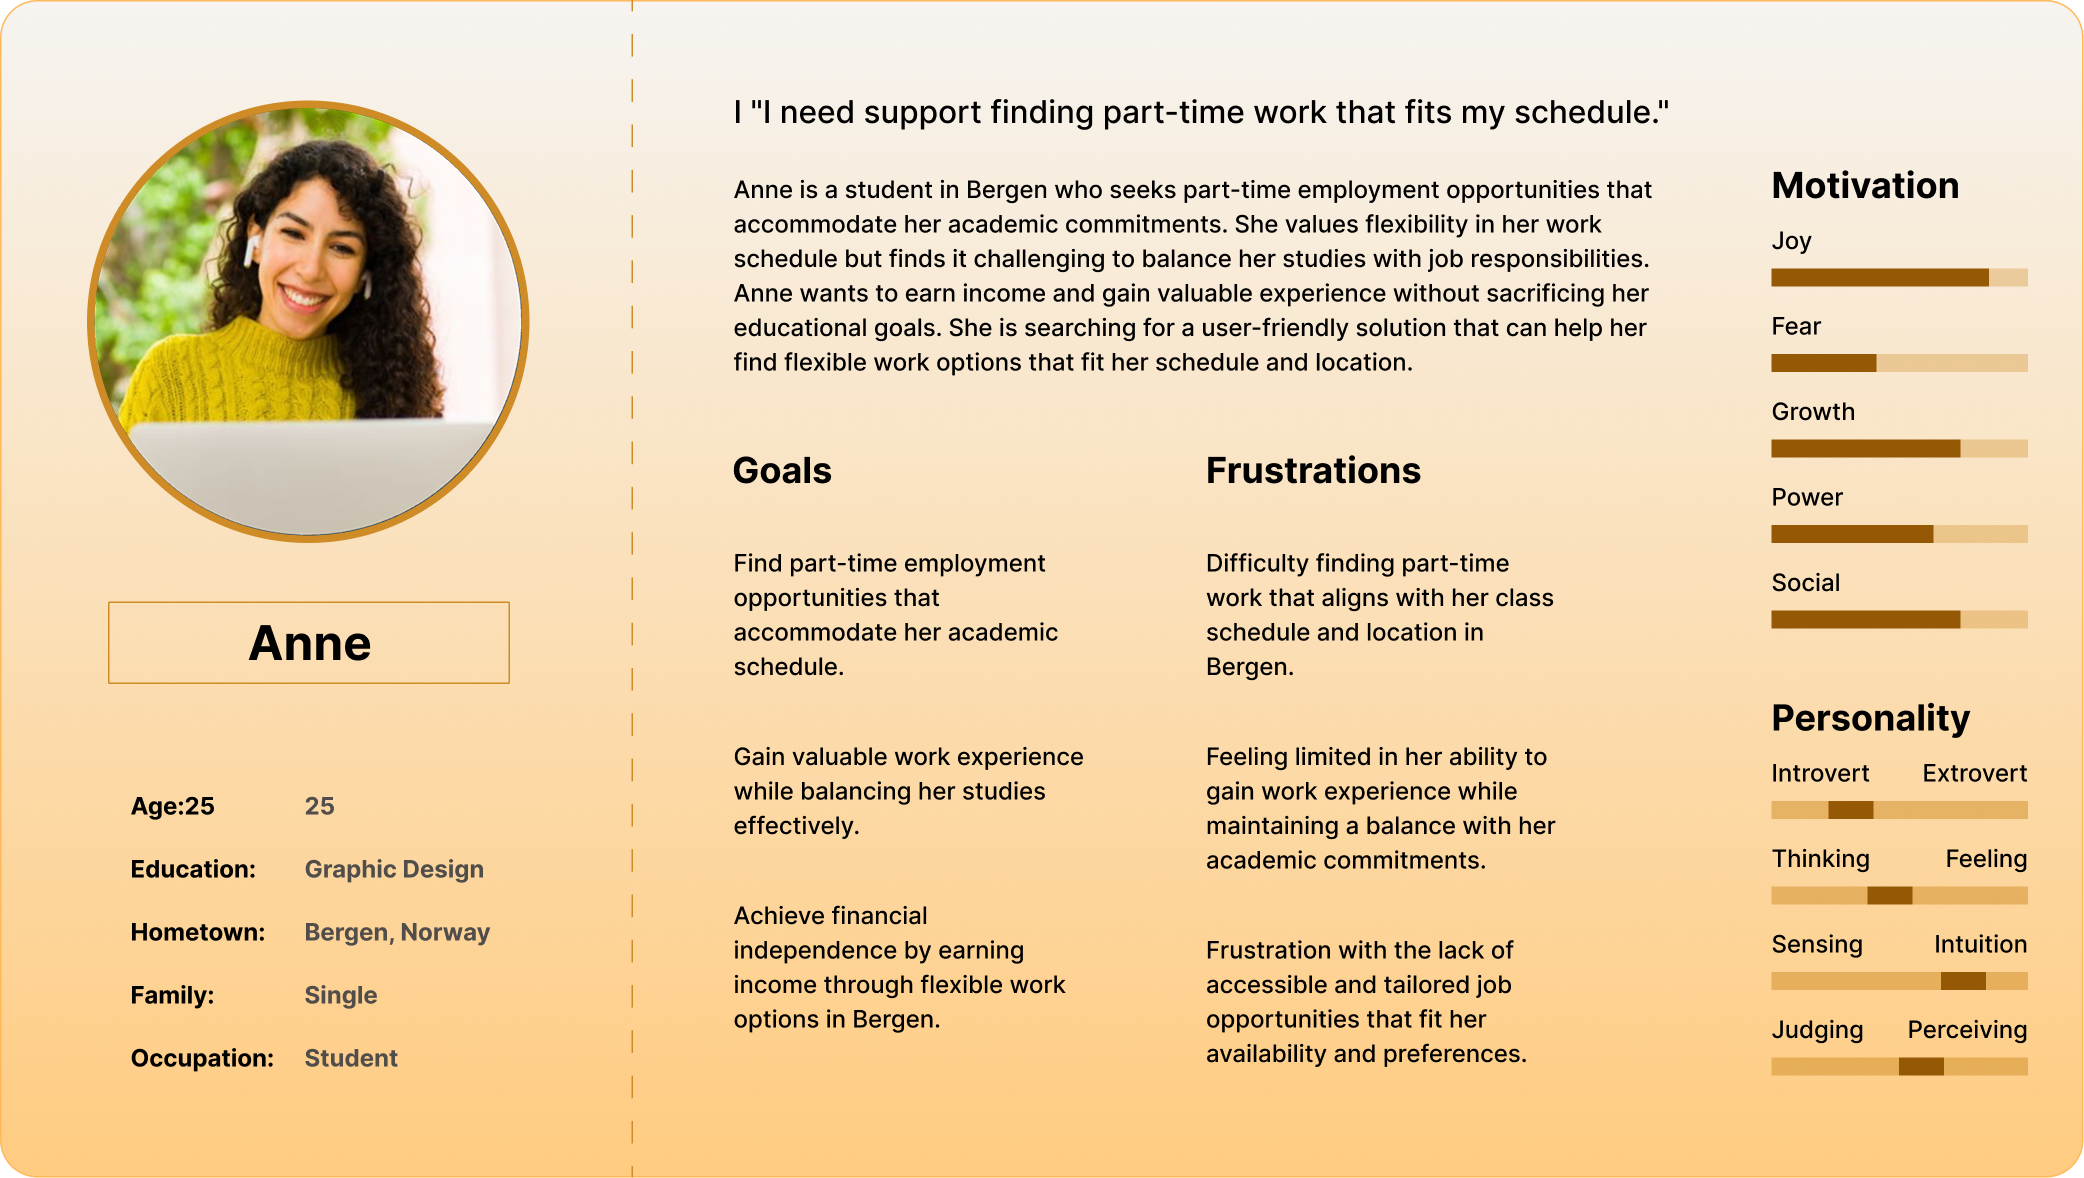 Anne
Age:25 25
Education: Graphic Design
Hometown: Bergen, Norway
Family: Single
Occupation: Student
I "I need support finding part-time work that fits my schedule."
Anne is a student in Bergen who seeks part-time employment opportunities that
accommodate her academic commitments. She values flexibility in her work
schedule but finds it challenging to balance her studies with job responsibilities.
Anne wants to earn income and gain valuable experience without sacrificing her
educational goals. She is searching for a user-friendly solution that can help her
find flexible work options that fit her schedule and location.
Goals
Find part-time employment
opportunities that
accommodate her academic
schedule.
Gain valuable work experience
while balancing her studies
effectively.
Achieve financial
independence by earning
income through flexible work
options in Bergen.
Frustrations
Difficulty finding part-time
work that aligns with her class
schedule and location in
Bergen.
Feeling limited in her ability to
gain work experience while
maintaining a balance with her
academic commitments.
Frustration with the lack of
accessible and tailored job
opportunities that fit her
availability and preferences.
Motivation
Joy
Fear
Growth
Power
Social
Personality
Introvert Extrovert
Thinking Feeling
Sensing Intuition
Judging Perceiving